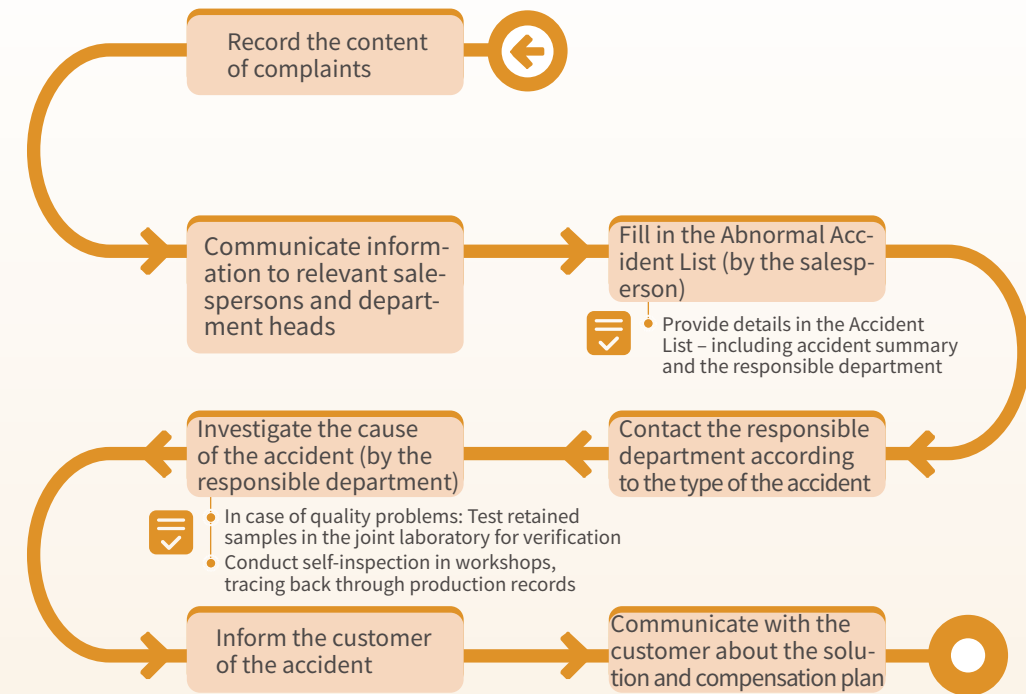 Record the content
of complaints
Communicate inform-
ation to relevant sale-
spersons and depart-
ment heads
Fill in the Abnormal Acc-
ident List (by the salesp-
erson)
Provide details in the Accident
List – including accident summary
and the responsible department
Contact the responsible
department according
to the type of the accident
Investigate the cause
of the accident (by the
responsible department)
In case of quality problems: Test retained
samples in the joint laboratory for verification
Conduct self-inspection in workshops,
tracing back through production records
Inform the customer
of the accident
Communicate with the
customer about the solu-
tion and compensation plan